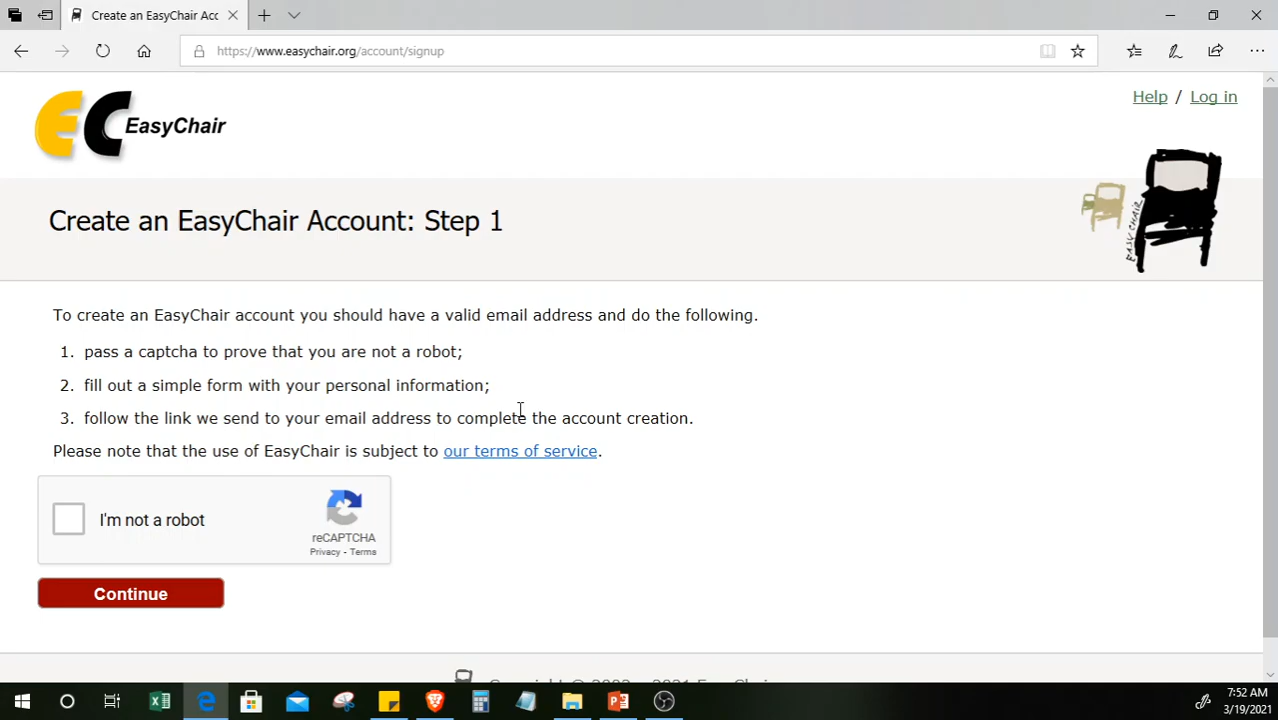 Create an EasyChair Acc
https://www.easychair.org/account/signup
EC EasyChair
Help / Log in
EASY CHAIR
Create an EasyChair Account: Step 1
To create an EasyChair account you should have a valid email address and do the following.
1. pass a captcha to prove that you are not a robot;
2. fill out a simple form with your personal information;
3. follow the link we send to your email address to complete the account creation.
Please note that the use of EasyChair is subject to our terms of service.
I'm not a robot
reCAPTCHA
Privacy - Terms
Continue
7:52 AM
3/19/2021